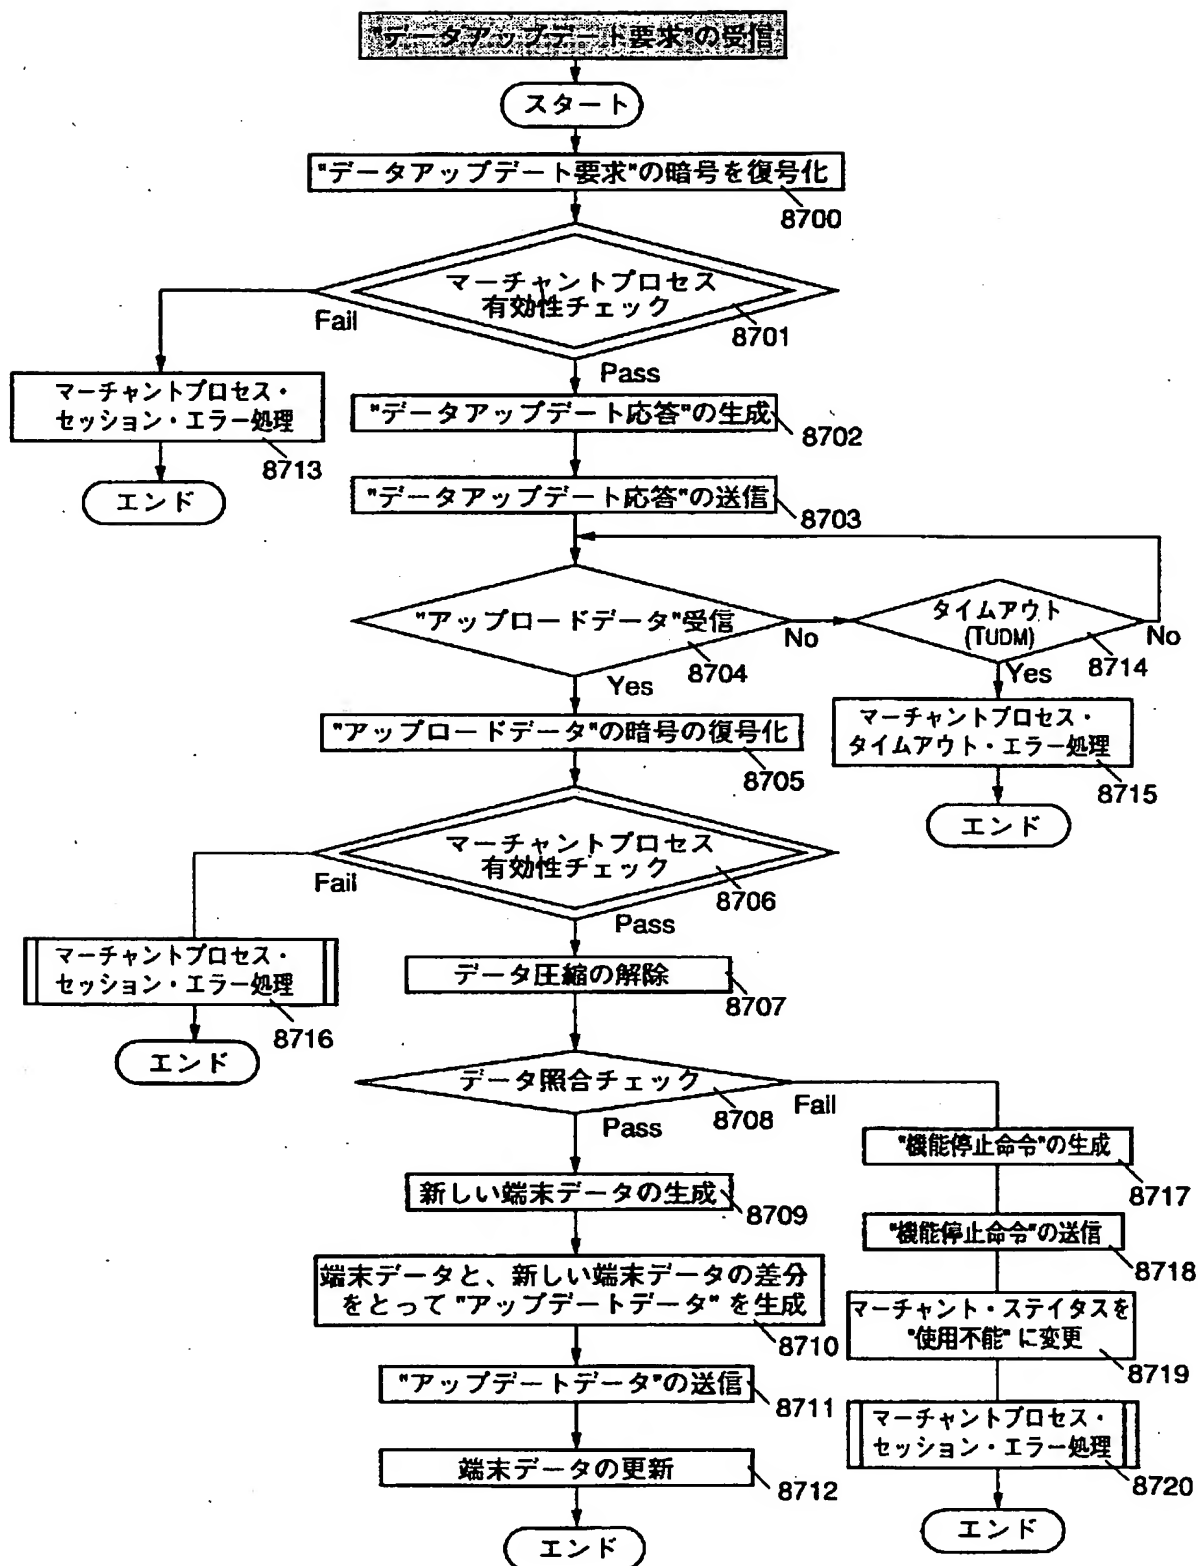 "データアップデート要求"の受信
スタート
"データアップデート要求"の暗号を復号化
8700
マーチャントプロセス
有効性チェック
8701
Fail
Pass
マーチャントプロセス・
セッション・エラー処理
8713
エンド
"データアップデート応答"の生成
8702
"データアップデート応答"の送信
8703
"アップロードデータ"受信
8704
No
Yes
タイムアウト
(TUDM)
8714
No
Yes
マーチャントプロセス・
タイムアウト・エラー処理
8715
エンド
"アップロードデータ"の暗号の復号化
8705
マーチャントプロセス
有効性チェック
8706
Fail
Pass
マーチャントプロセス・
セッション・エラー処理
8716
エンド
データ圧縮の解除
8707
データ照合チェック
8708
Fail
Pass
"機能停止命令"の生成
8717
"機能停止命令"の送信
8718
マーチャント・ステイタスを
"使用不能"に変更
8719
マーチャントプロセス・
セッション・エラー処理
8720
エンド
新しい端末データの生成
8709
端末データと、新しい端末データの差分
をとって"アップデートデータ"を生成
8710
"アップデートデータ"の送信
8711
端末データの更新
8712
エンド